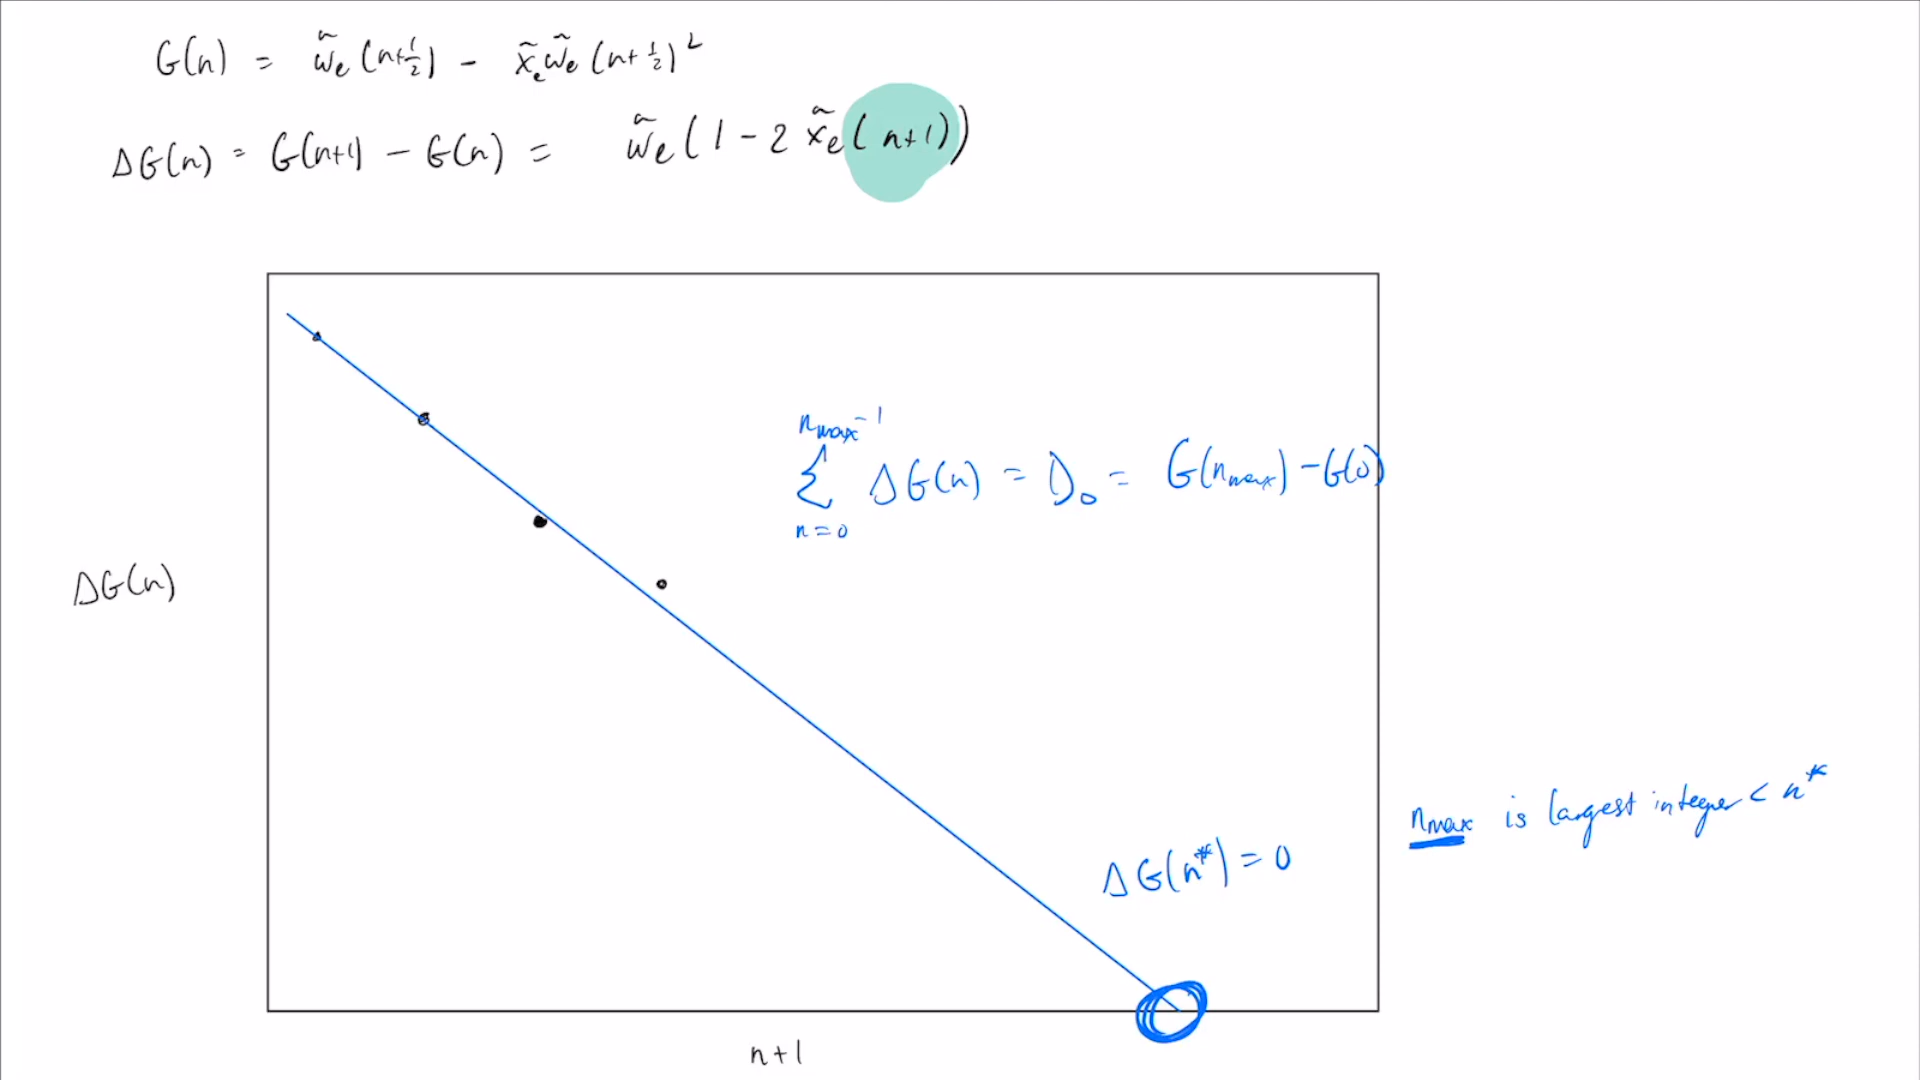 G(n) = ω̃e (n+½) - x̃eω̃e (n+½)²
ΔG(n) = G(n+1) - G(n) = ω̃e (1 - 2 x̃e (n+1))
nmax-1
Σ ΔG(n) = D₀ = G(nmax) - G(0)
n=0
ΔG(n)
nmax is largest integer < n*
ΔG(n*) = 0
n+1